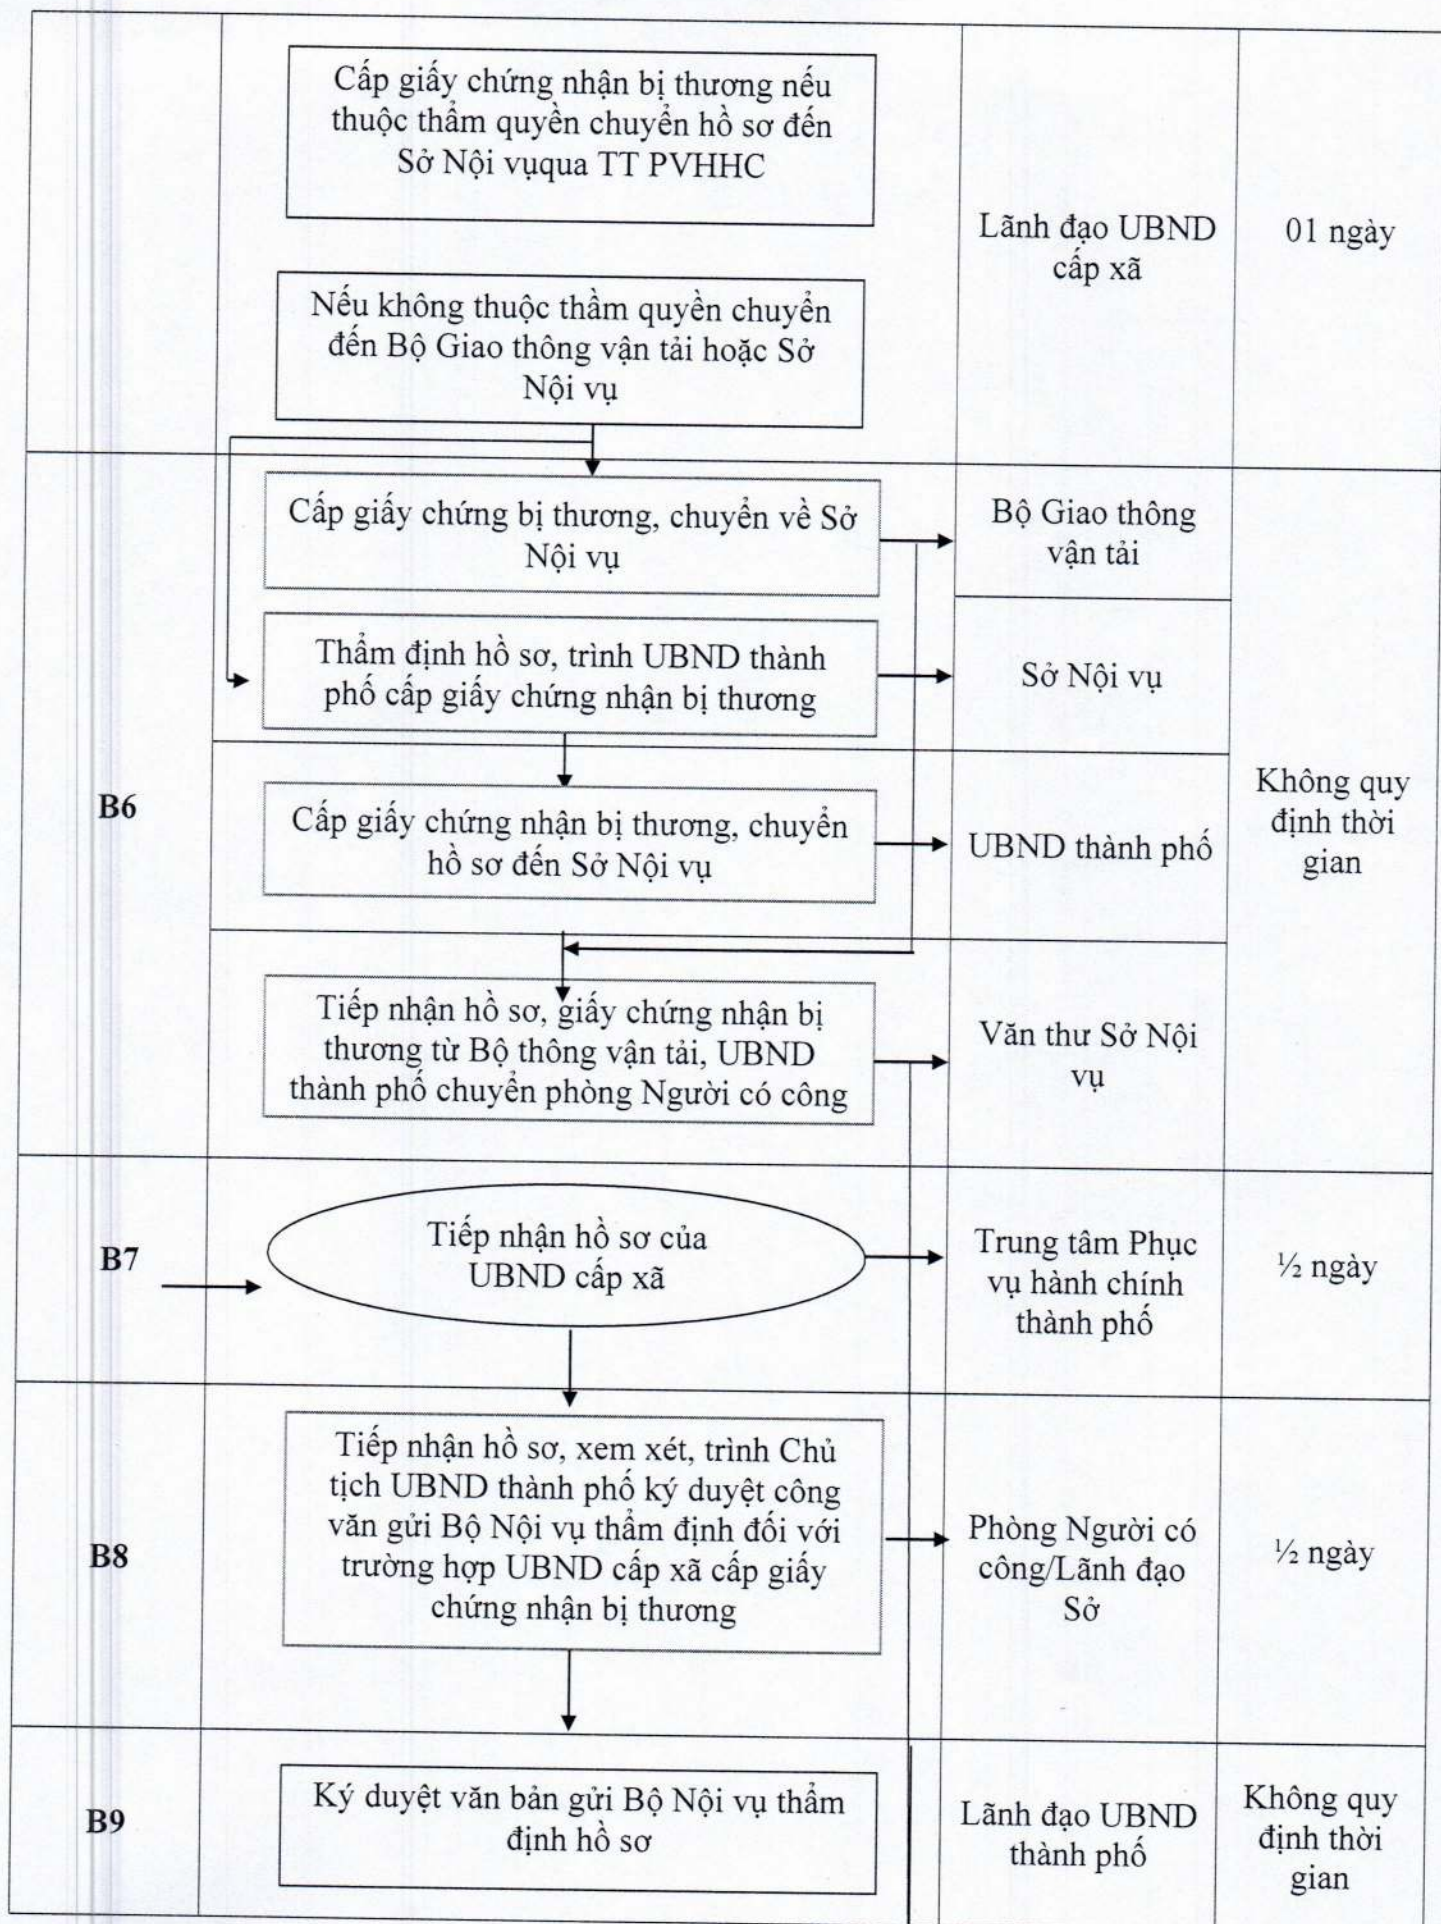 Cấp giấy chứng nhận bị thương nếu
thuộc thẩm quyền chuyển hồ sơ đến
Sở Nội vụqua TT PVHHC
Lãnh đạo UBND
cấp xã
01 ngày
Nếu không thuộc thầm quyền chuyển
đến Bộ Giao thông vận tải hoặc Sở
Nội vụ
B6
Cấp giấy chứng bị thương, chuyển về Sở
Nội vụ
Bộ Giao thông
vận tải
Không quy
định thời
gian
Thẩm định hồ sơ, trình UBND thành
phố cấp giấy chứng nhận bị thương
Sở Nội vụ
Cấp giấy chứng nhận bị thương, chuyển
hồ sơ đến Sở Nội vụ
UBND thành phố
Tiếp nhận hồ sơ, giấy chứng nhận bị
thương từ Bộ thông vận tải, UBND
thành phố chuyển phòng Người có công
Văn thư Sở Nội
vụ
B7
Tiếp nhận hồ sơ của
UBND cấp xã
Trung tâm Phục
vụ hành chính
thành phố
½ ngày
B8
Tiếp nhận hồ sơ, xem xét, trình Chủ
tịch UBND thành phố ký duyệt công
văn gửi Bộ Nội vụ thẩm định đối với
trường hợp UBND cấp xã cấp giấy
chứng nhận bị thương
Phòng Người có
công/Lãnh đạo
Sở
½ ngày
B9
Ký duyệt văn bản gửi Bộ Nội vụ thẩm
định hồ sơ
Lãnh đạo UBND
thành phố
Không quy
định thời
gian